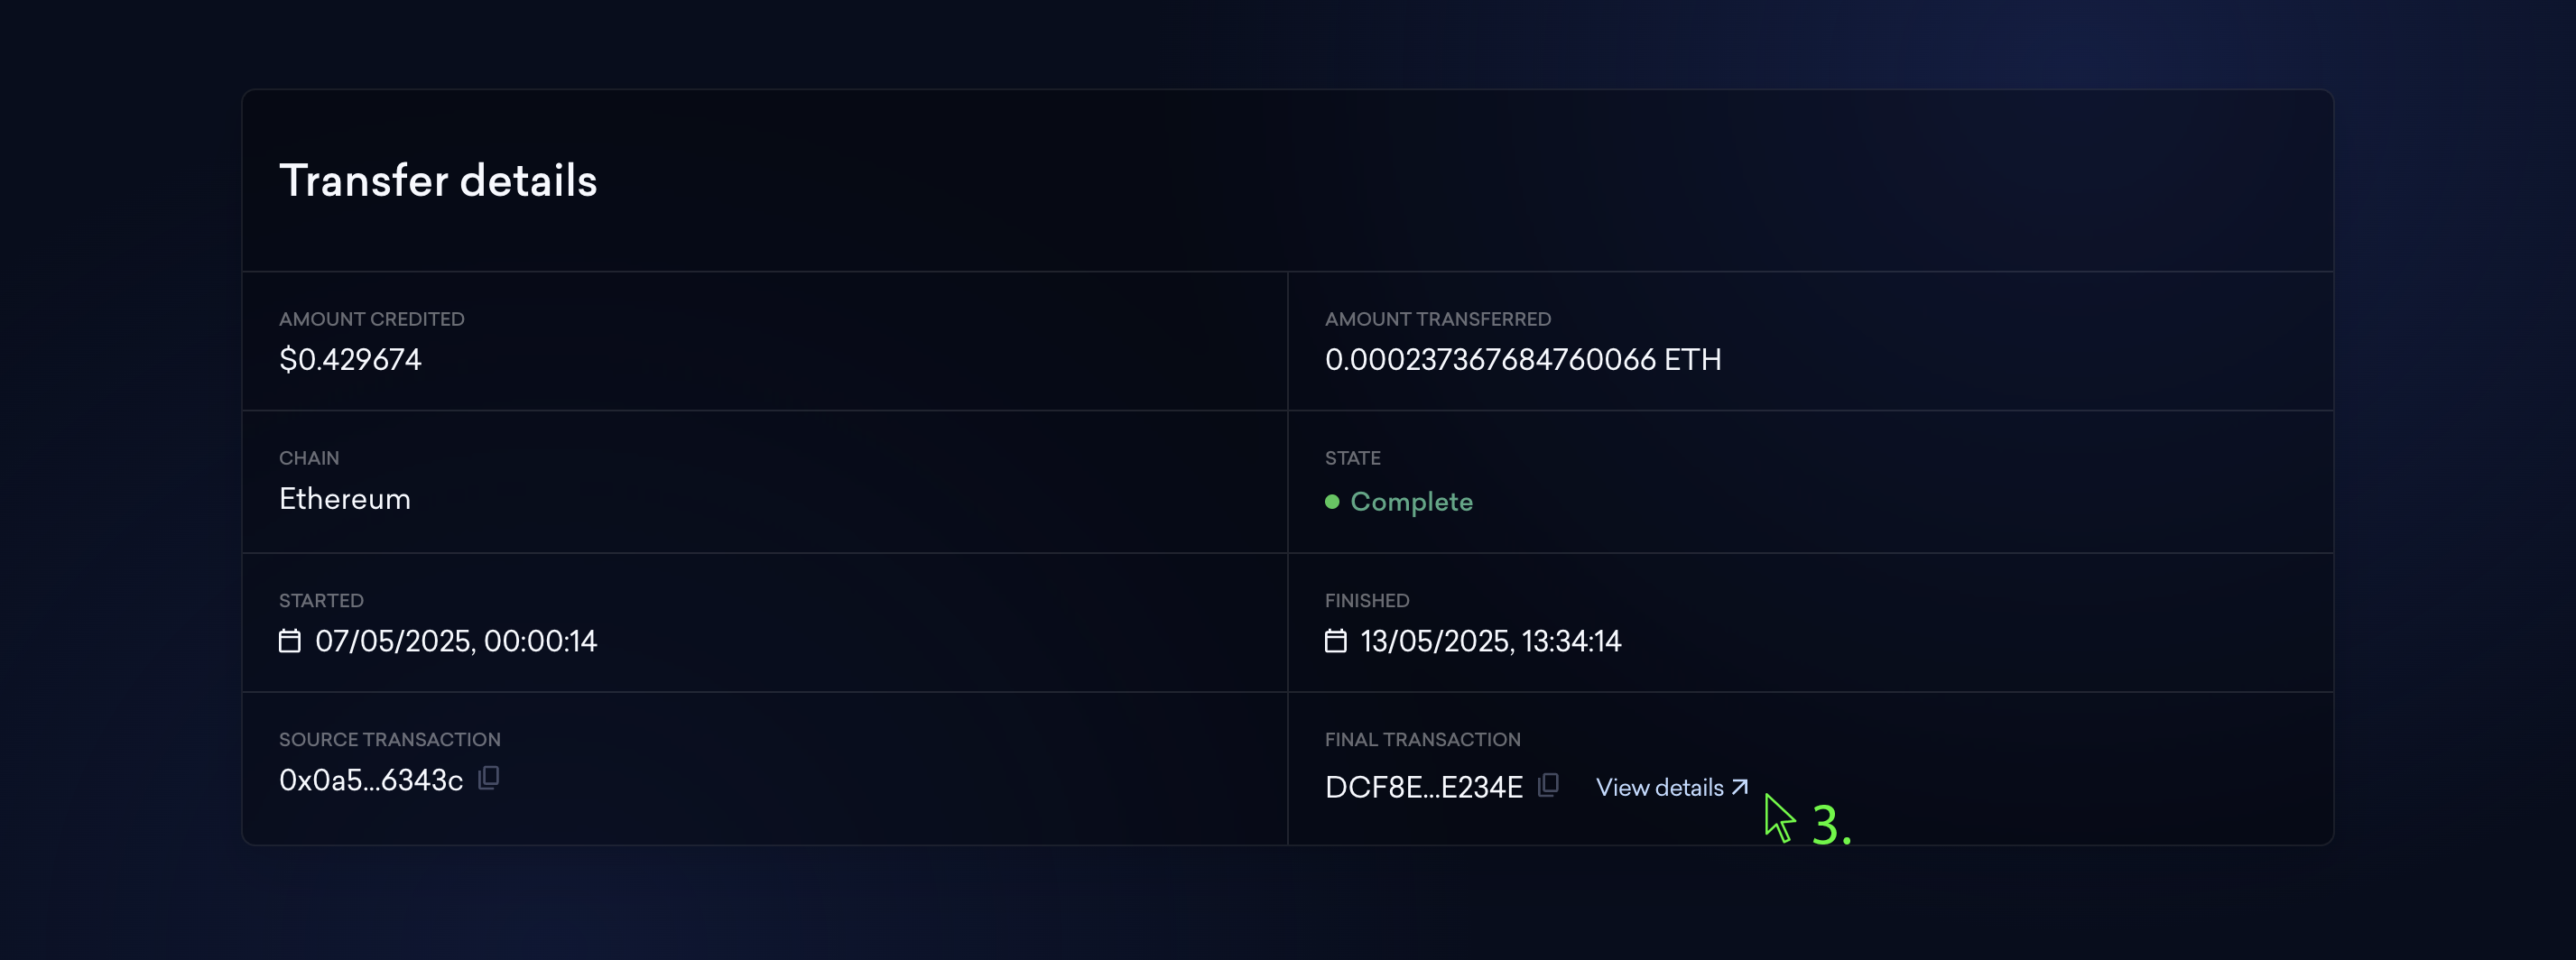 Transfer details
AMOUNT CREDITED
$0.429674
AMOUNT TRANSFERRED
0.000237367684760066 ETH
CHAIN
Ethereum
STATE
Complete
STARTED
07/05/2025, 00:00:14
FINISHED
13/05/2025, 13:34:14
SOURCE TRANSACTION
0x0a5...6343c
FINAL TRANSACTION
DCF8E...E234E View details
3.